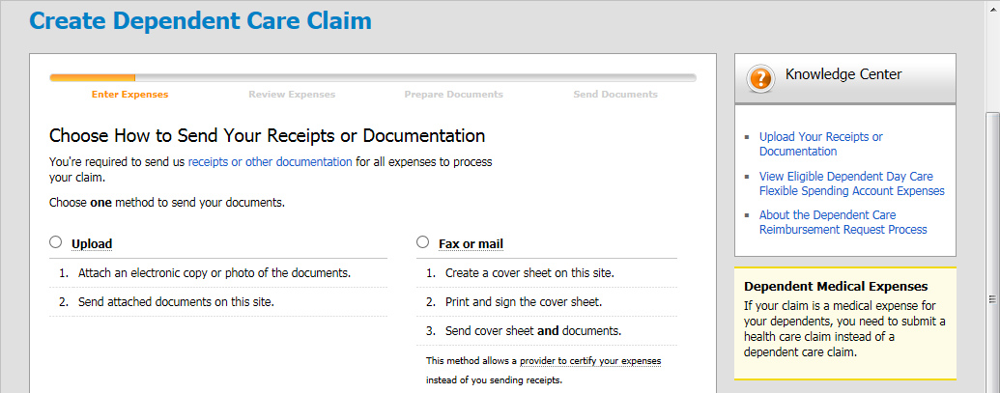 Create Dependent Care Claim
Enter Expenses
Review Expenses
Prepare Documents
Send Documents
Choose How to Send Your Receipts or Documentation
You're required to send us receipts or other documentation for all expenses to process
your claim.
Choose one method to send your documents.
Upload
1. Attach an electronic copy or photo of the documents.
2. Send attached documents on this site.
Fax or mail
1. Create a cover sheet on this site.
2. Print and sign the cover sheet.
3. Send cover sheet and documents.
This method allows a provider to certify your expenses
instead of you sending receipts.
? Knowledge Center
Upload Your Receipts or
Documentation
View Eligible Dependent Day Care
Flexible Spending Account Expenses
About the Dependent Care
Reimbursement Request Process
Dependent Medical Expenses
If your claim is a medical expense for
your dependents, you need to submit a
health care claim instead of a
dependent care claim.